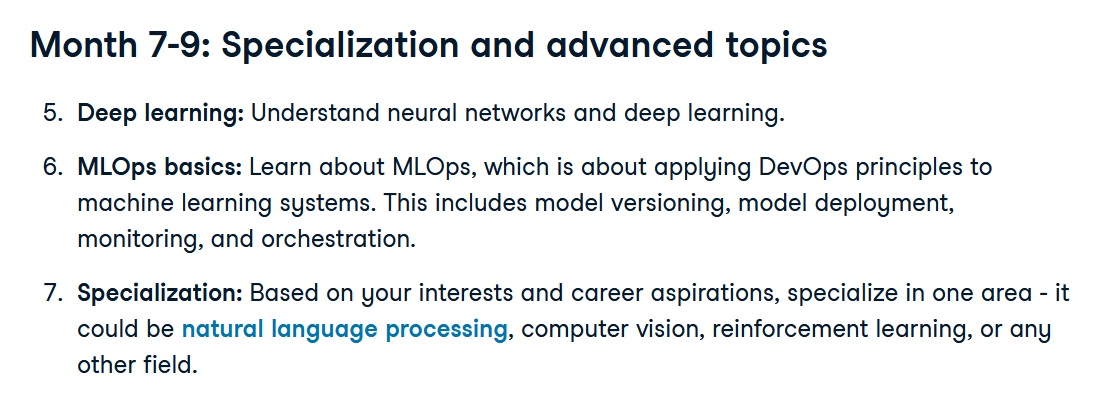 Month 7-9: Specialization and advanced topics
5. Deep learning: Understand neural networks and deep learning.
6. MLOps basics: Learn about MLOps, which is about applying DevOps principles to
machine learning systems. This includes model versioning, model deployment,
monitoring, and orchestration.
7. Specialization: Based on your interests and career aspirations, specialize in one area - it
could be natural language processing, computer vision, reinforcement learning, or any
other field.